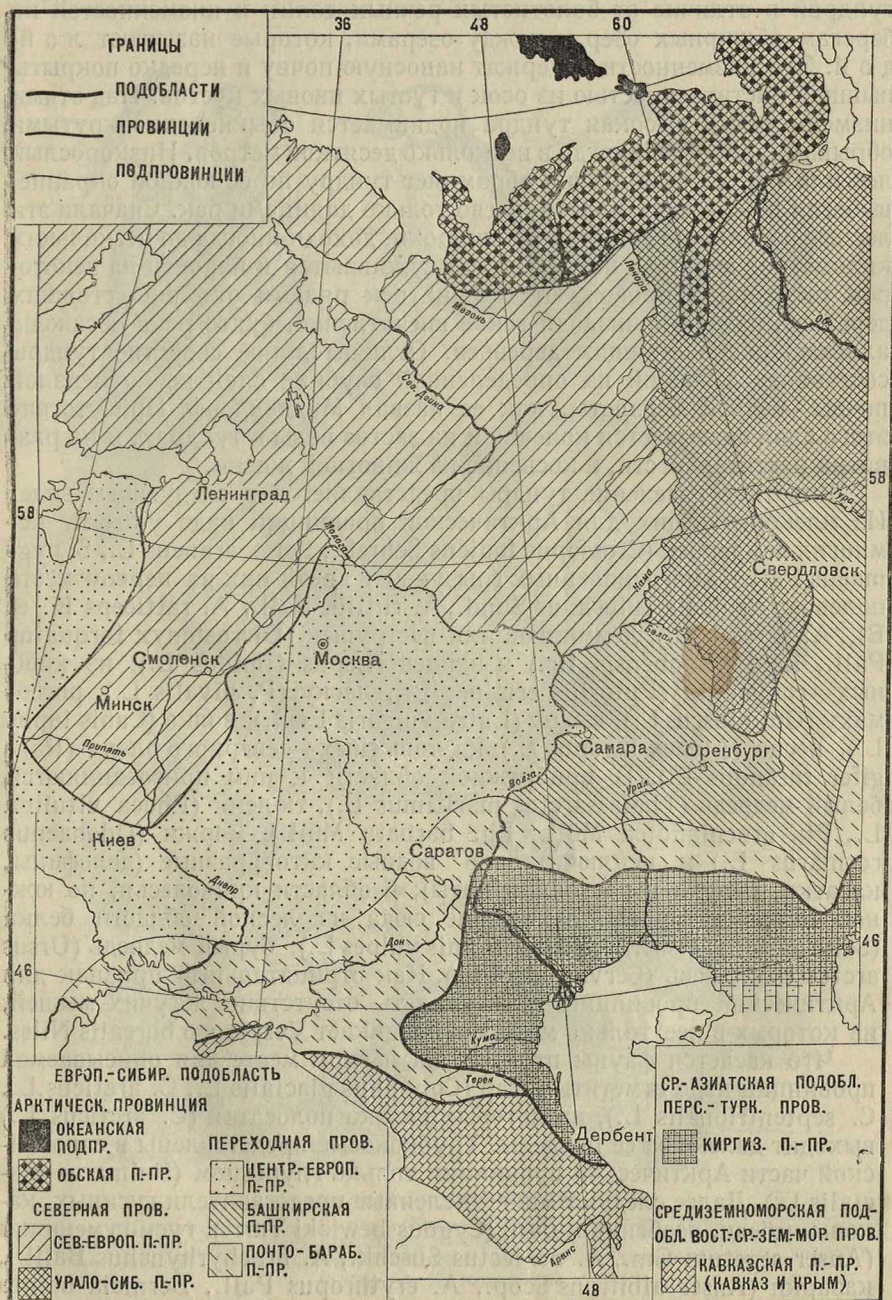 36 48 60
ГРАНИЦЫ
ПОДОБЛАСТИ
ПРОВИНЦИИ
ПОДПРОВИНЦИИ
Печора
Обь
Мезень
Сев. Двина
Ленинград
58
58
Тура
Молога
Свердловск
Кама
Белая
Смоленск
Москва
Минск
Припять
Самара
Оренбург
Волга
Урал
Киев
Саратов
Днепр
Дон
46
46
Кума
Терек
Дербент
Аракс
48
ЕВРОП.-СИБИР. ПОДОБЛАСТЬ
АРКТИЧЕСК. ПРОВИНЦИЯ
ОКЕАНСКАЯ
ПОДПР.
ОБСКАЯ П.-ПР.
СЕВЕРНАЯ ПРОВ.
СЕВ-ЕВРОП. П-ПР.
УРАЛО-СИБ. П-ПР.
ПЕРЕХОДНАЯ ПРОВ.
ЦЕНТР.-ЕВРОП.
П-ПР.
БАШКИРСКАЯ
П-ПР.
ПОНТО-БАРАБ.
П.-ПР.
СР.-АЗИАТСКАЯ ПОДОБЛ.
ПЕРС.-ТУРК. ПРОВ.
КИРГИЗ. П.-ПР.
СРЕДИЗЕМНОМОРСКАЯ ПОД-
ОБЛ. ВОСТ-СР.-ЗЕМ-МОР. ПРОВ.
КАВКАЗСКАЯ П.-ПР.
(КАВКАЗ И КРЫМ)